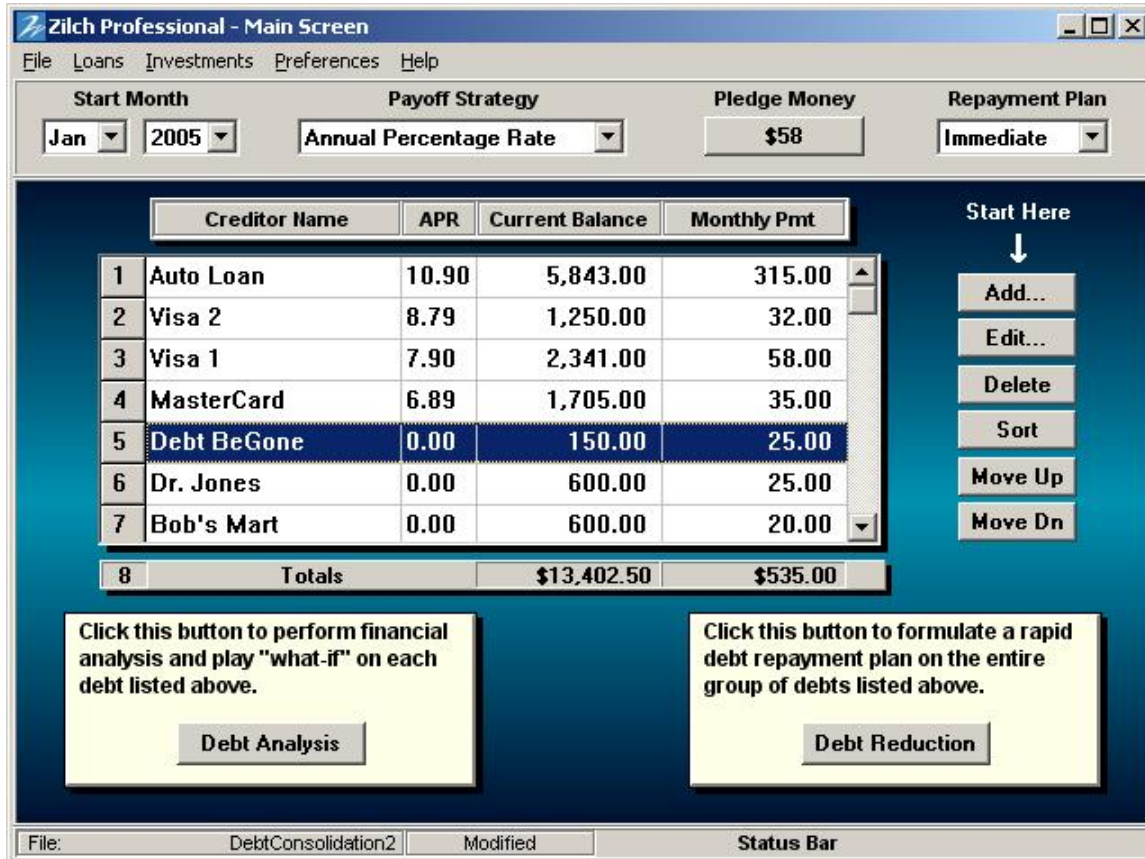 Zilch Professional - Main Screen
File Loans Investments Preferences Help
Start Month Payoff Strategy Pledge Money Repayment Plan
Jan 2005 Annual Percentage Rate $58 Immediate
Creditor Name APR Current Balance Monthly Pmt
Start Here
1 Auto Loan 10.90 5,843.00 315.00
Add...
2 Visa 2 8.79 1,250.00 32.00
Edit...
3 Visa 1 7.90 2,341.00 58.00
Delete
4 MasterCard 6.89 1,705.00 35.00
Sort
5 Debt BeGone 0.00 150.00 25.00
6 Dr. Jones 0.00 600.00 25.00
Move Up
7 Bob's Mart 0.00 600.00 20.00
Move Dn
8 Totals $13,402.50 $535.00
Click this button to perform financial
analysis and play "what-if" on each
debt listed above.
Debt Analysis
Click this button to formulate a rapid
debt repayment plan on the entire
group of debts listed above.
Debt Reduction
File: DebtConsolidation2 Modified Status Bar